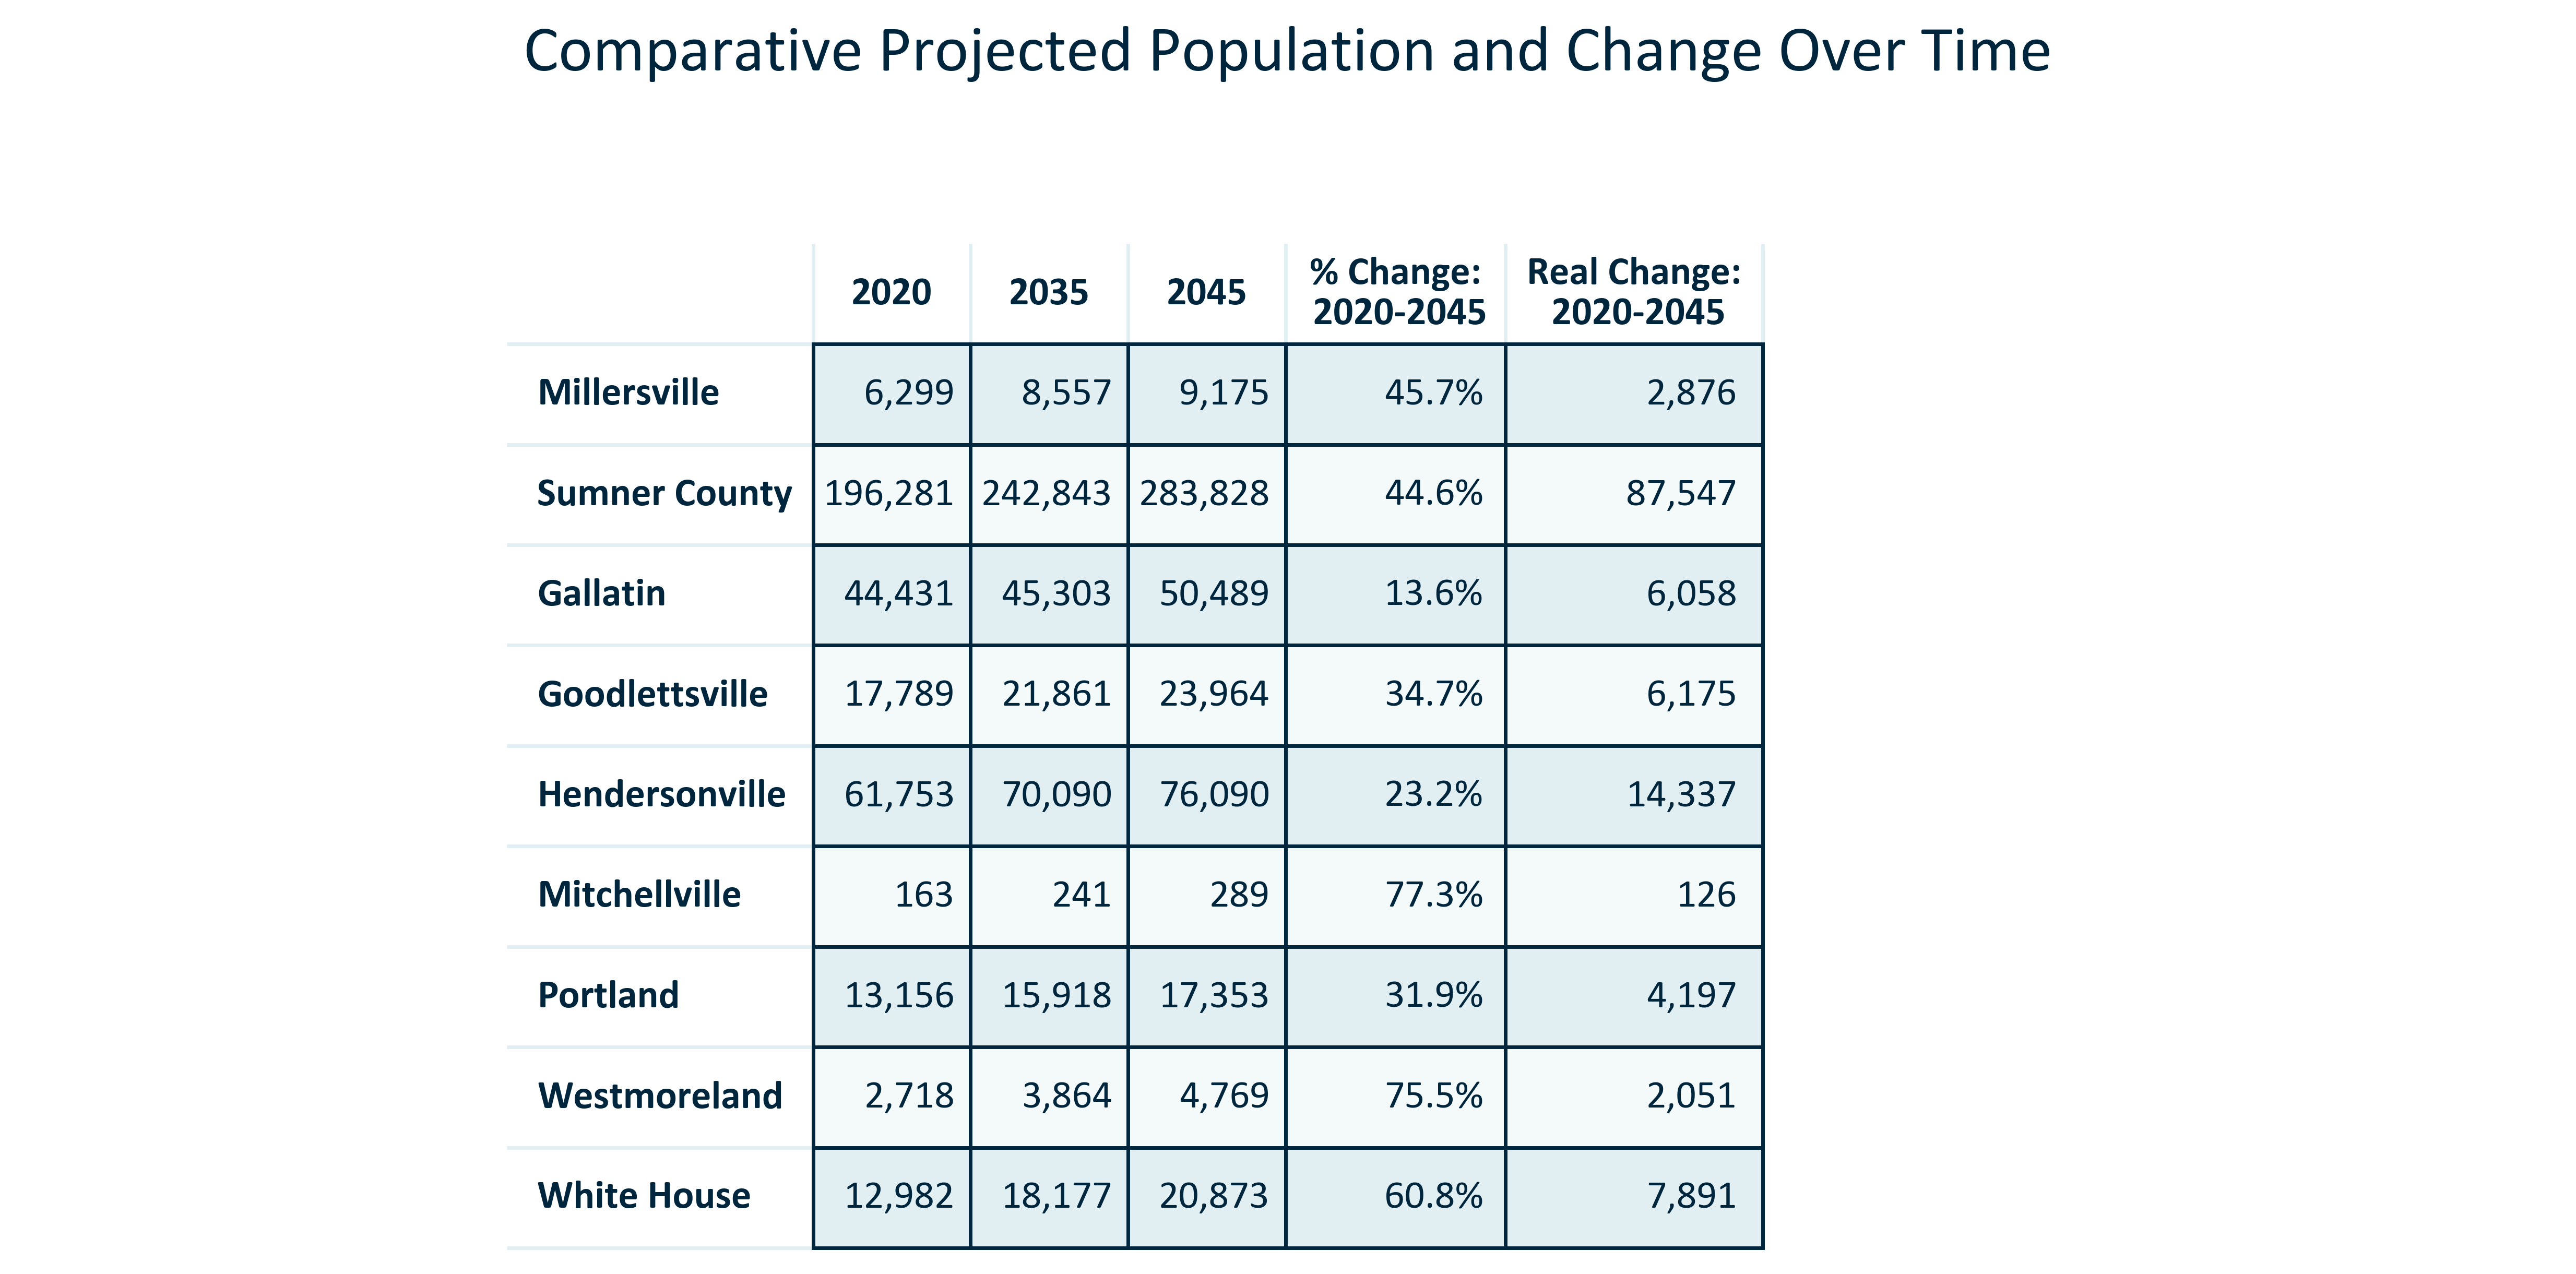 Comparative Projected Population and Change Over Time
2020 2035 2045 % Change: 2020-2045 Real Change: 2020-2045
Millersville 6,299 8,557 9,175 45.7% 2,876
Sumner County 196,281 242,843 283,828 44.6% 87,547
Gallatin 44,431 45,303 50,489 13.6% 6,058
Goodlettsville 17,789 21,861 23,964 34.7% 6,175
Hendersonville 61,753 70,090 76,090 23.2% 14,337
Mitchellville 163 241 289 77.3% 126
Portland 13,156 15,918 17,353 31.9% 4,197
Westmoreland 2,718 3,864 4,769 75.5% 2,051
White House 12,982 18,177 20,873 60.8% 7,891